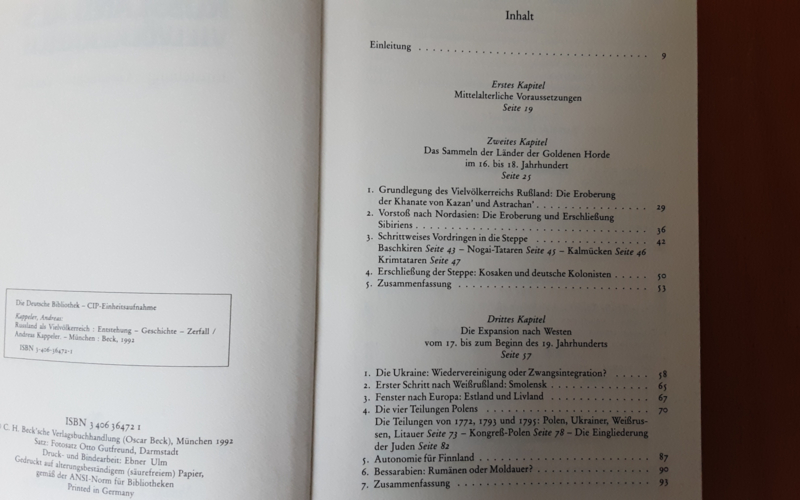 Die Deutsche Bibliothek – CIP-Einheitsaufnahme
Kappeler, Andreas:
Russland als Vielvölkerreich : Entstehung – Geschichte – Zerfall /
Andreas Kappeler. – München : Beck, 1992
ISBN 3-406-36472-1
ISBN 3 406 36472 1
C. H. Beck'sche Verlagsbuchhandlung (Oscar Beck), München 1992
Satz: Fotosatz Otto Gutfreund, Darmstadt
Druck- und Bindearbeit: Ebner Ulm
Gedruckt auf alterungsbeständigem (säurefreiem) Papier,
gemäß der ANSI-Norm für Bibliotheken
Printed in Germany
Inhalt
Einleitung . . . . . . . . . . . . . . . . . . . . . . . . . . . . . . 9
Erstes Kapitel
Mittelalterliche Voraussetzungen
Seite 19
Zweites Kapitel
Das Sammeln der Länder der Goldenen Horde
im 16. bis 18. Jahrhundert
Seite 25
1. Grundlegung des Vielvölkerreichs Rußland: Die Eroberung
der Khanate von Kazan' und Astrachan' . . . . . . . . . . . . . . 29
2. Vorstoß nach Nordasien: Die Eroberung und Erschließung
Sibiriens . . . . . . . . . . . . . . . . . . . . . . . . . . . . . 36
3. Schrittweises Vordringen in die Steppe . . . . . . . . . . . . . . 42
Baschkiren Seite 43 – Nogai-Tataren Seite 45 – Kalmücken Seite 46
Krimtataren Seite 47
4. Erschließung der Steppe: Kosaken und deutsche Kolonisten . . . . . 50
5. Zusammenfassung . . . . . . . . . . . . . . . . . . . . . . . . 53
Drittes Kapitel
Die Expansion nach Westen
vom 17. bis zum Beginn des 19. Jahrhunderts
Seite 57
1. Die Ukraine: Wiedervereinigung oder Zwangsintegration? . . . . . 58
2. Erster Schritt nach Weißrußland: Smolensk . . . . . . . . . . . . 65
3. Fenster nach Europa: Estland und Livland . . . . . . . . . . . . . 67
4. Die vier Teilungen Polens . . . . . . . . . . . . . . . . . . . . 70
Die Teilungen von 1772, 1793 und 1795: Polen, Ukrainer, Weißrus-
sen, Litauer Seite 73 – Kongreß-Polen Seite 78 – Die Eingliederung
der Juden Seite 82
5. Autonomie für Finnland . . . . . . . . . . . . . . . . . . . . . 87
6. Bessarabien: Rumänen oder Moldauer? . . . . . . . . . . . . . . . 90
7. Zusammenfassung . . . . . . . . . . . . . . . . . . . . . . . . 93